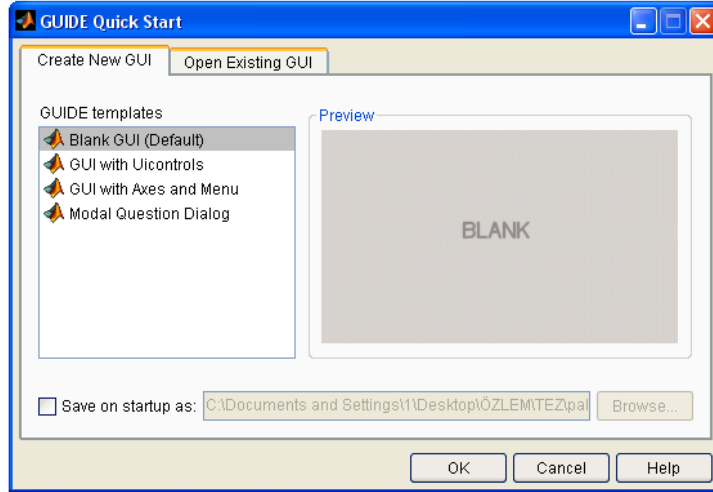 GUIDE Quick Start
Create New GUI
Open Existing GUI
GUIDE templates
Blank GUI (Default)
GUI with Uicontrols
GUI with Axes and Menu
Modal Question Dialog
Preview
BLANK
Save on startup as: C:\Documents and Settings\1\Desktop\ÖZLEM\TEZ\pal Browse...
OK Cancel Help